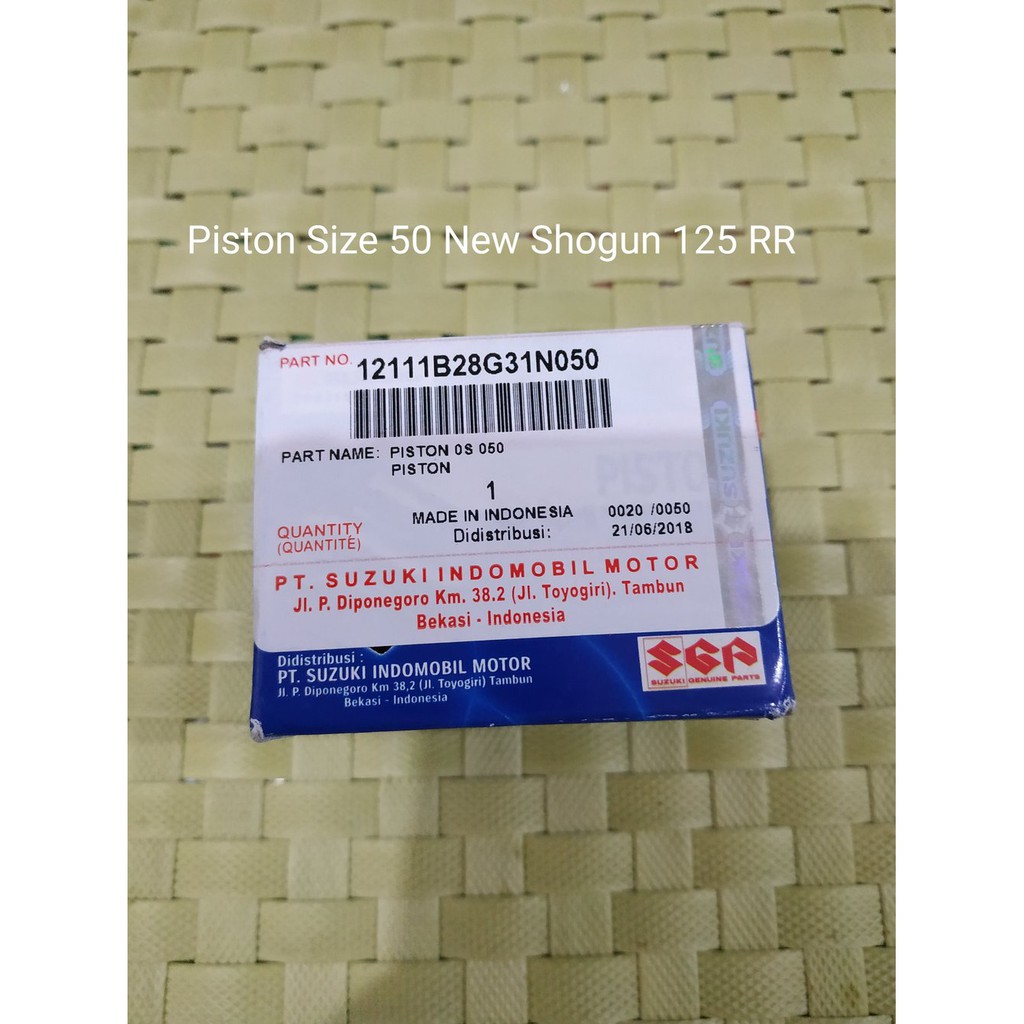 Piston Size 50 New Shogun 125 RR
PART NO. 12111B28G31N050
PART NAME: PISTON 0S 050
PISTON
1
MADE IN INDONESIA 0020 /0050
QUANTITY
(QUANTITÉ)
Didistribusi: 21/06/2018
PT. SUZUKI INDOMOBIL MOTOR
Jl. P. Diponegoro Km. 38.2 (Jl. Toyogiri). Tambun
Bekasi - Indonesia
SUZUKI
Didistribusi :
PT. SUZUKI INDOMOBIL MOTOR
Jl. P. Diponegoro Km 38,2 (Jl. Toyogiri) Tambun
Bekasi - Indonesia
SGP
SUZUKI GENUINE PARTS